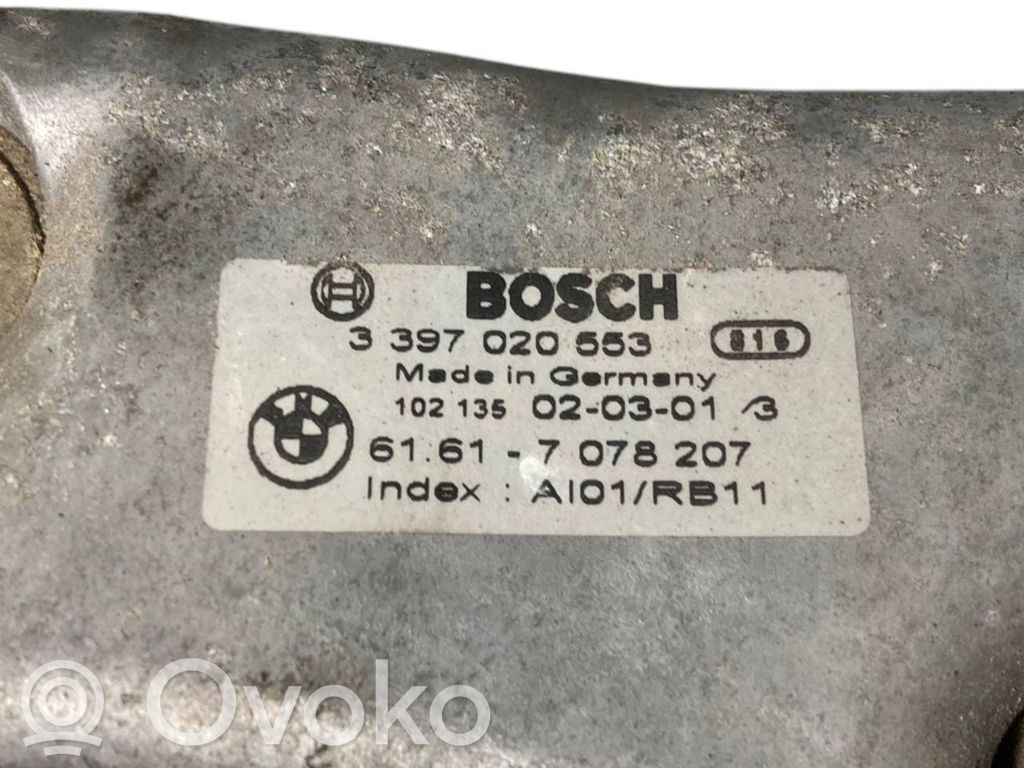 BOSCH
3 397 020 553 816
Made in Germany
102 135 02-03-01 /3
61.61 - 7 078 207
Index : AI01/RB11
Ovoko